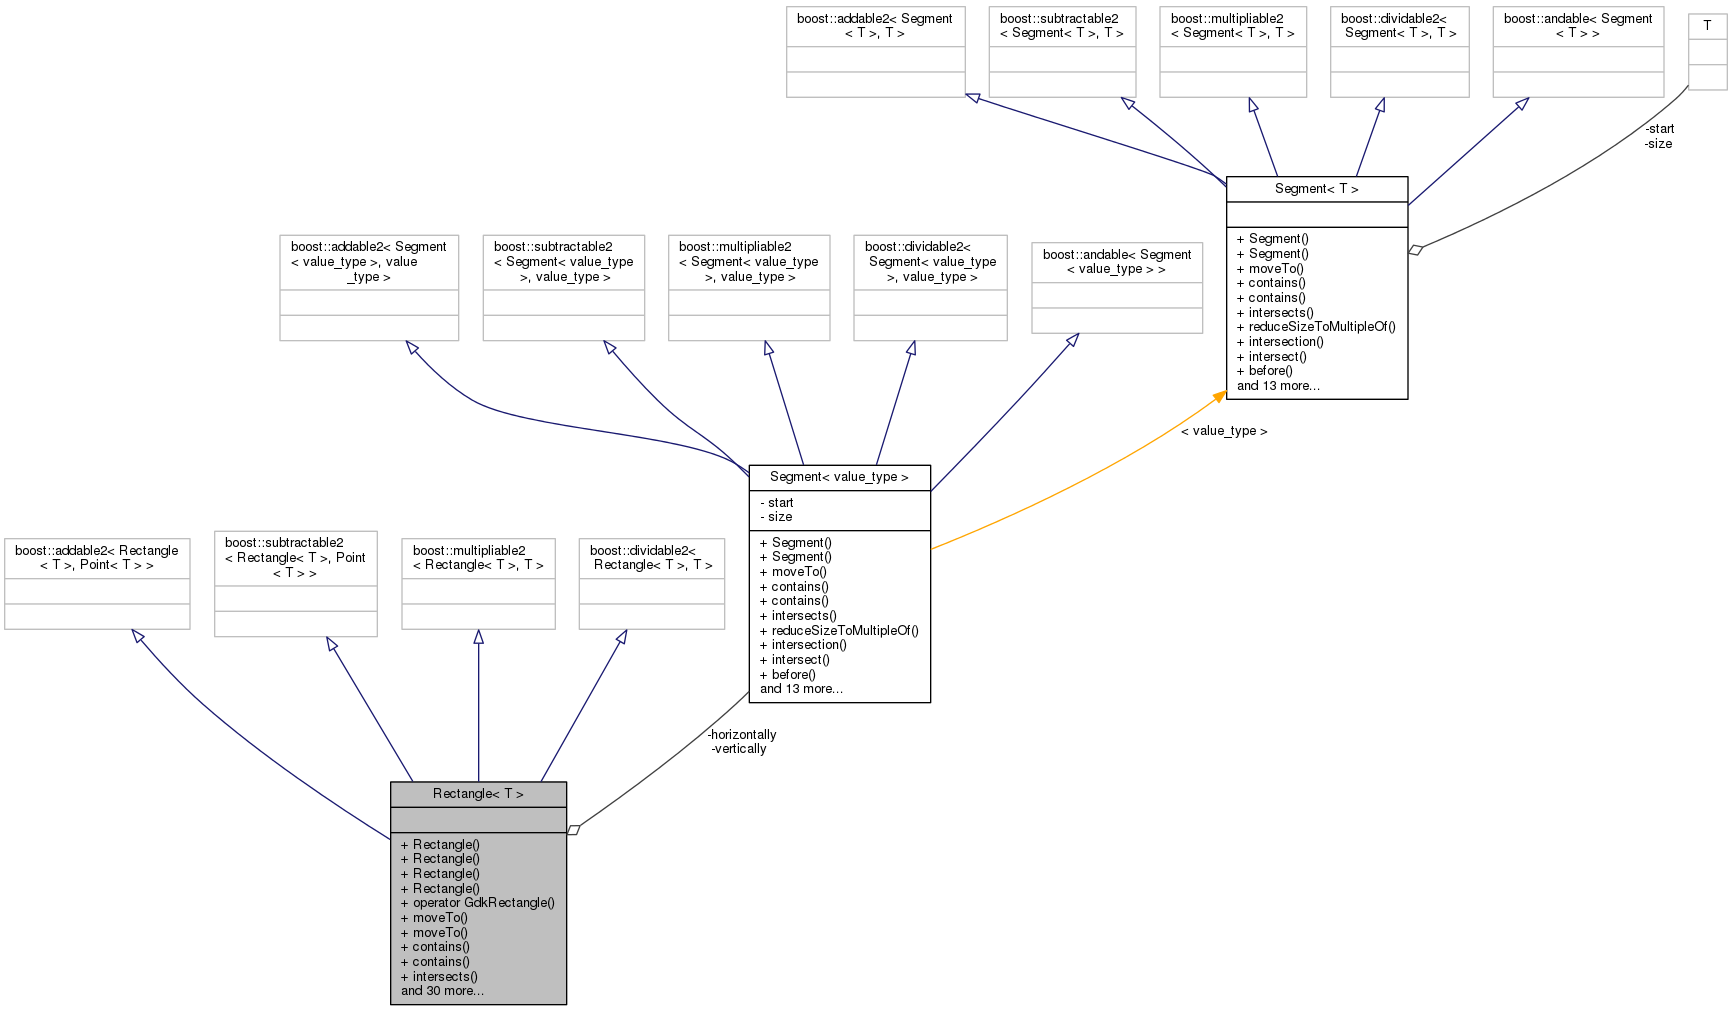 boost::addable2< Segment
< T >, T >
boost::subtractable2
< Segment< T >, T >
boost::multipliable2
< Segment< T >, T >
boost::dividable2<
Segment< T >, T >
boost::andable< Segment
< T > >
T
-start
-size
Segment< T >
+ Segment()
+ Segment()
+ moveTo()
+ contains()
+ contains()
+ intersects()
+ reduceSizeToMultipleOf()
+ intersection()
+ intersect()
+ before()
and 13 more...
boost::addable2< Segment
< value_type >, value
_type >
boost::subtractable2
< Segment< value_type
>, value_type >
boost::multipliable2
< Segment< value_type
>, value_type >
boost::dividable2<
Segment< value_type
>, value_type >
boost::andable< Segment
< value_type > >
< value_type >
Segment< value_type >
- start
- size
+ Segment()
+ Segment()
+ moveTo()
+ contains()
+ contains()
+ intersects()
+ reduceSizeToMultipleOf()
+ intersection()
+ intersect()
+ before()
and 13 more...
boost::addable2< Rectangle
< T >, Point< T > >
boost::subtractable2
< Rectangle< T >, Point
< T > >
boost::multipliable2
< Rectangle< T >, T >
boost::dividable2<
Rectangle< T >, T >
-horizontally
-vertically
Rectangle< T >
+ Rectangle()
+ Rectangle()
+ Rectangle()
+ Rectangle()
+ operator GdkRectangle()
+ moveTo()
+ moveTo()
+ contains()
+ contains()
+ intersects()
and 30 more...